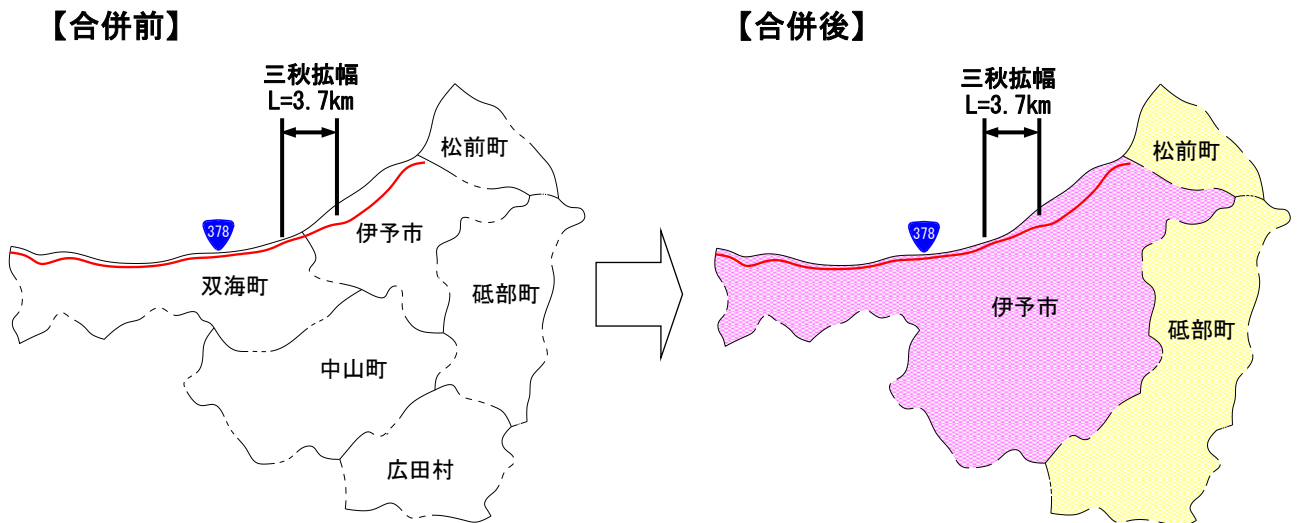 【合併前】
三秋拡幅
L=3.7km
松前町
伊予市
378
双海町
砥部町
中山町
広田村
【合併後】
三秋拡幅
L=3.7km
松前町
378
伊予市
砥部町